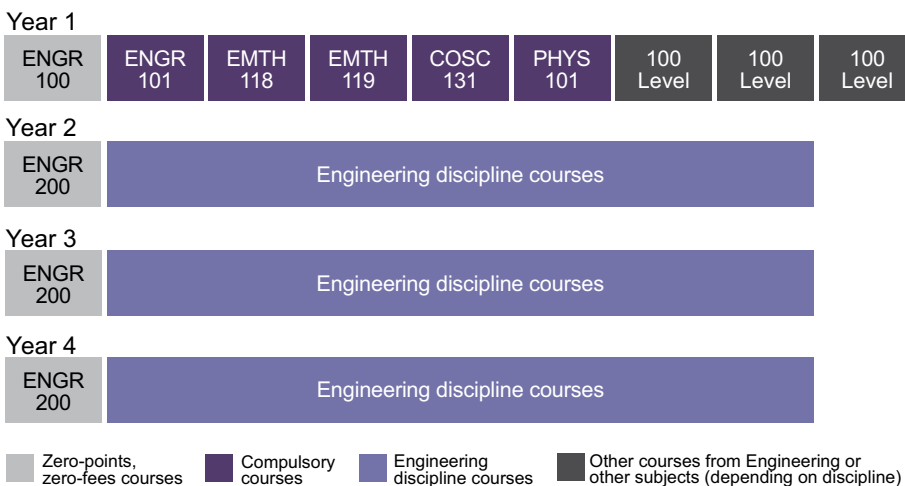 Year 1
ENGR
100
ENGR
101
EMTH
118
EMTH
119
COSC
131
PHYS
101
100
Level
100
Level
100
Level
Year 2
ENGR
200
Engineering discipline courses
Year 3
ENGR
200
Engineering discipline courses
Year 4
ENGR
200
Engineering discipline courses
Zero-points,
zero-fees courses
Compulsory
courses
Engineering
discipline courses
Other courses from Engineering or
other subjects (depending on discipline)